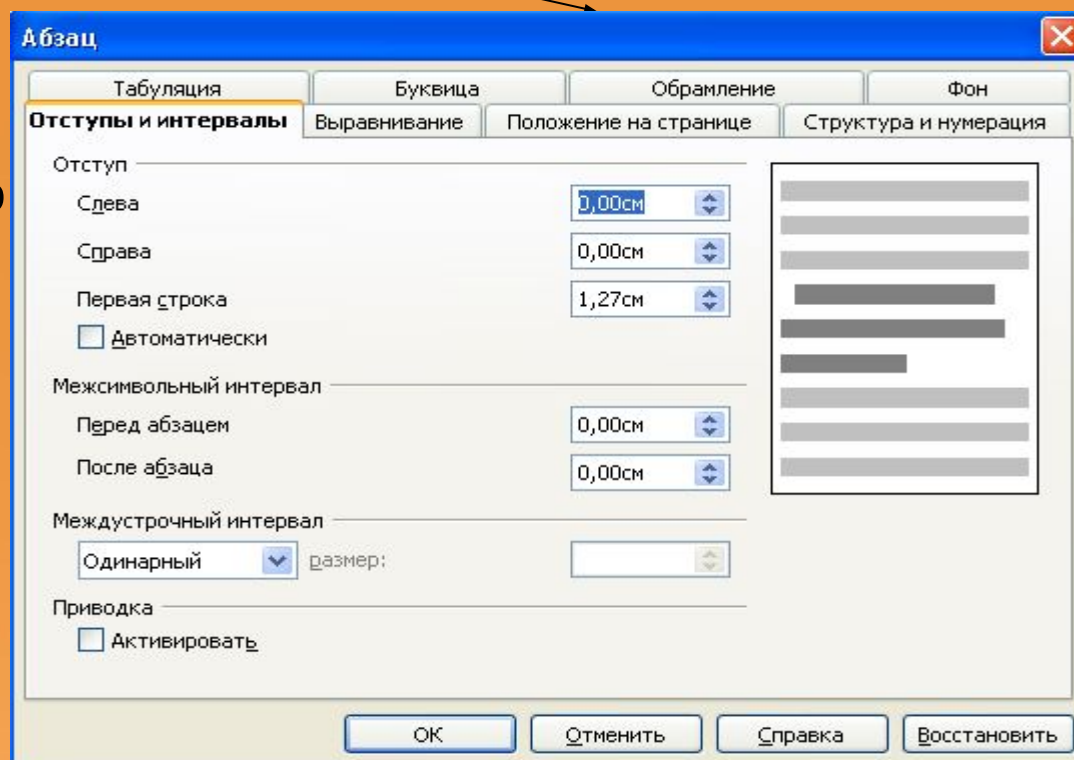 Абзац
Табуляция Буквица Обрамление Фон
Отступы и интервалы Выравнивание Положение на странице Структура и нумерация
Отступ
Слева 0,00см
Справа 0,00см
Первая строка 1,27см
Автоматически
Межсимвольный интервал
Перед абзацем 0,00см
После абзаца 0,00см
Междустрочный интервал
Одинарный размер:
Приводка
Активировать
ОК Отменить Справка Восстановить